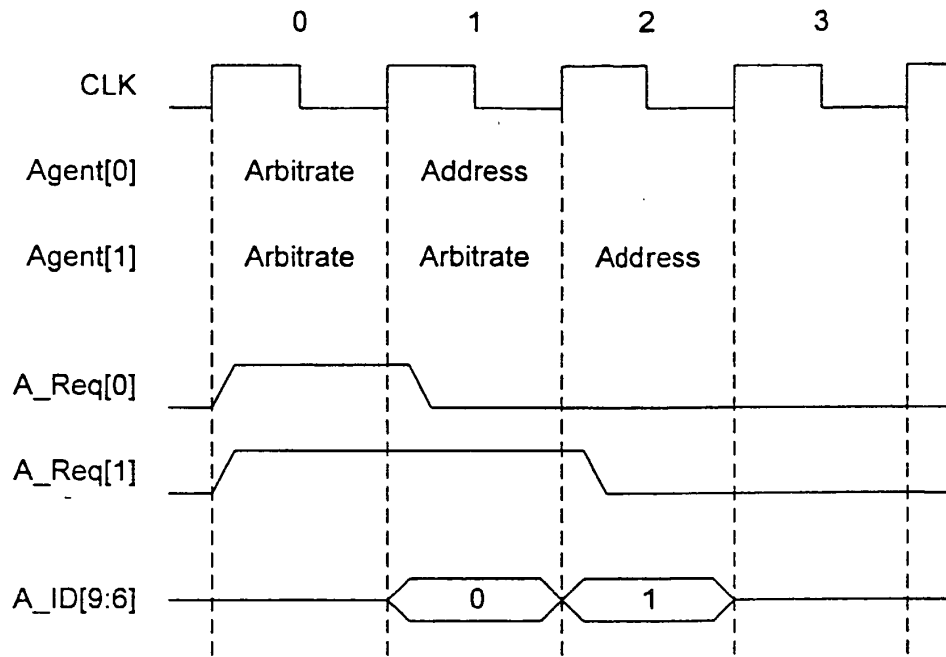 0 1 2 3
CLK
Agent[0] Arbitrate Address
Agent[1] Arbitrate Arbitrate Address
A_Req[0]
A_Req[1]
A_ID[9:6] 0 1